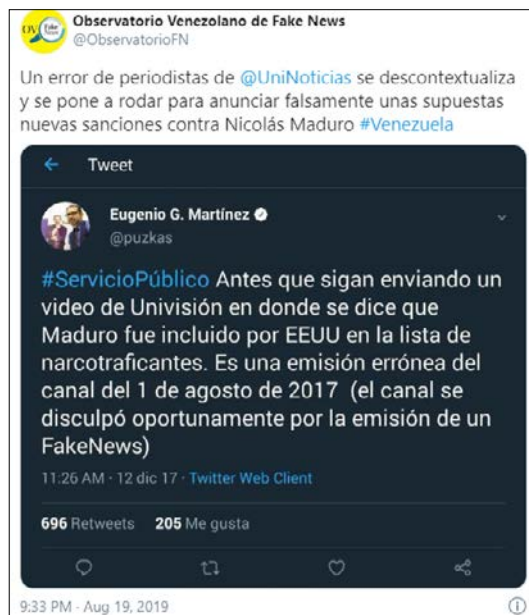 OV Fake News
Observatorio Venezolano de Fake News
@ObservatorioFN
Un error de periodistas de @UniNoticias se descontextualiza
y se pone a rodar para anunciar falsamente unas supuestas
nuevas sanciones contra Nicolás Maduro #Venezuela
Tweet
Eugenio G. Martínez
@puzkas
#ServicioPúblico Antes que sigan enviando un
video de Univisión en donde se dice que
Maduro fue incluido por EEUU en la lista de
narcotraficantes. Es una emisión errónea del
canal del 1 de agosto de 2017 (el canal se
disculpó oportunamente por la emisión de un
FakeNews)
11:26 AM · 12 dic 17 · Twitter Web Client
696 Retweets 205 Me gusta
9:33 PM - Aug 19, 2019